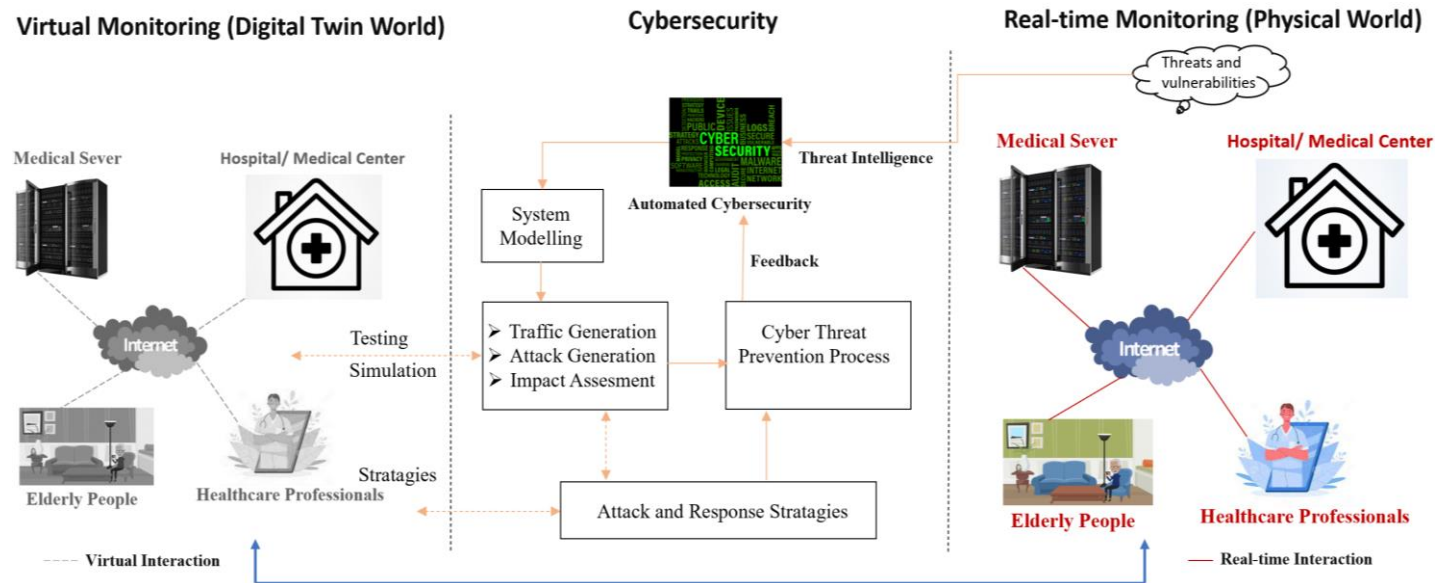 Virtual Monitoring (Digital Twin World)
Cybersecurity
Real-time Monitoring (Physical World)
Medical Sever
Hospital/ Medical Center
Internet
Elderly People
Healthcare Professionals
Virtual Interaction
Testing
Simulation
Stratagies
CYBER
SECURITY
Automated Cybersecurity
Threat Intelligence
System
Modelling
Feedback
➢ Traffic Generation
➢ Attack Generation
➢ Impact Assesment
Cyber Threat
Prevention Process
Attack and Response Stratagies
Threats and
vulnerabilities
Medical Sever
Hospital/ Medical Center
Internet
Elderly People
Healthcare Professionals
Real-time Interaction